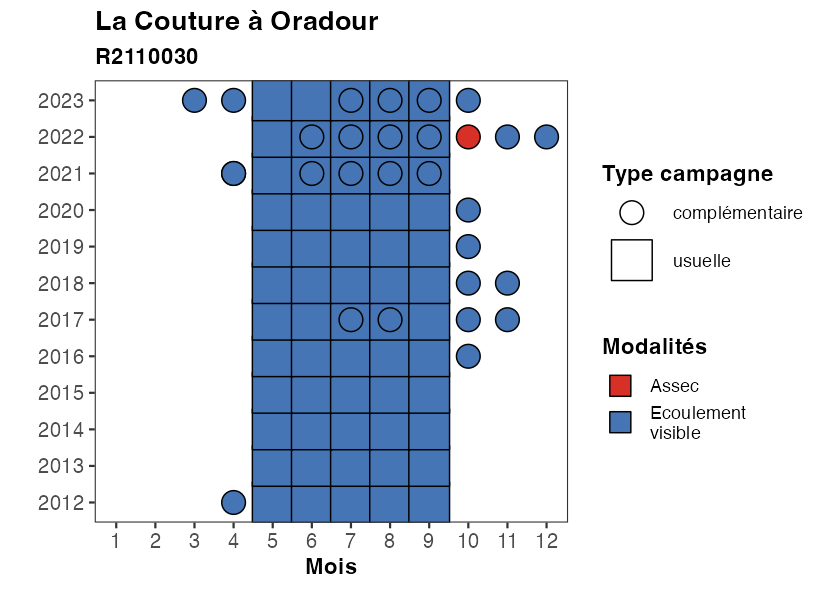 La Couture à Oradour
R2110030
2023
2022
2021
2020
2019
2018
2017
2016
2015
2014
2013
2012
1 2 3 4 5 6 7 8 9 10 11 12
Mois
Type campagne
complémentaire
usuelle
Modalités
Assec
Ecoulement
visible